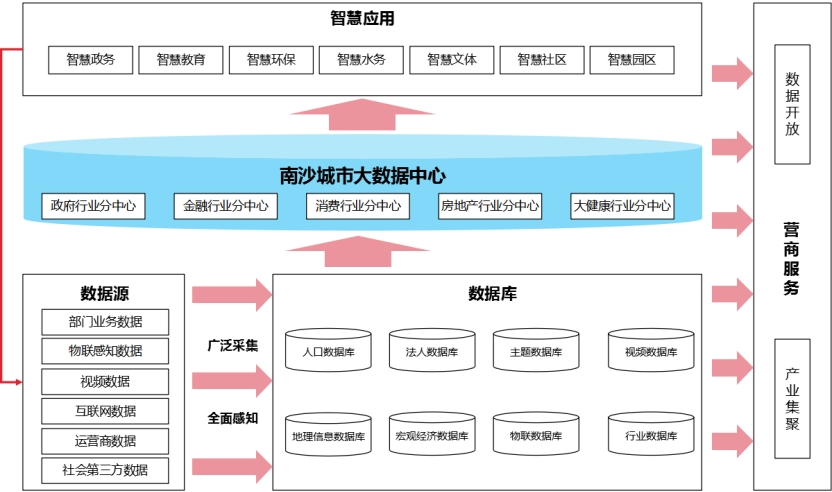 智慧应用
智慧政务 智慧教育 智慧环保 智慧水务 智慧文体 智慧社区 智慧园区
南沙城市大数据中心
政府行业分中心 金融行业分中心 消费行业分中心 房地产行业分中心 大健康行业分中心
数据源
部门业务数据
物联感知数据
视频数据
互联网数据
运营商数据
社会第三方数据
广泛采集
全面感知
数据库
人口数据库 法人数据库 主题数据库 视频数据库
地理信息数据库 宏观经济数据库 物联数据库 行业数据库
数据开放
营商服务
产业集聚